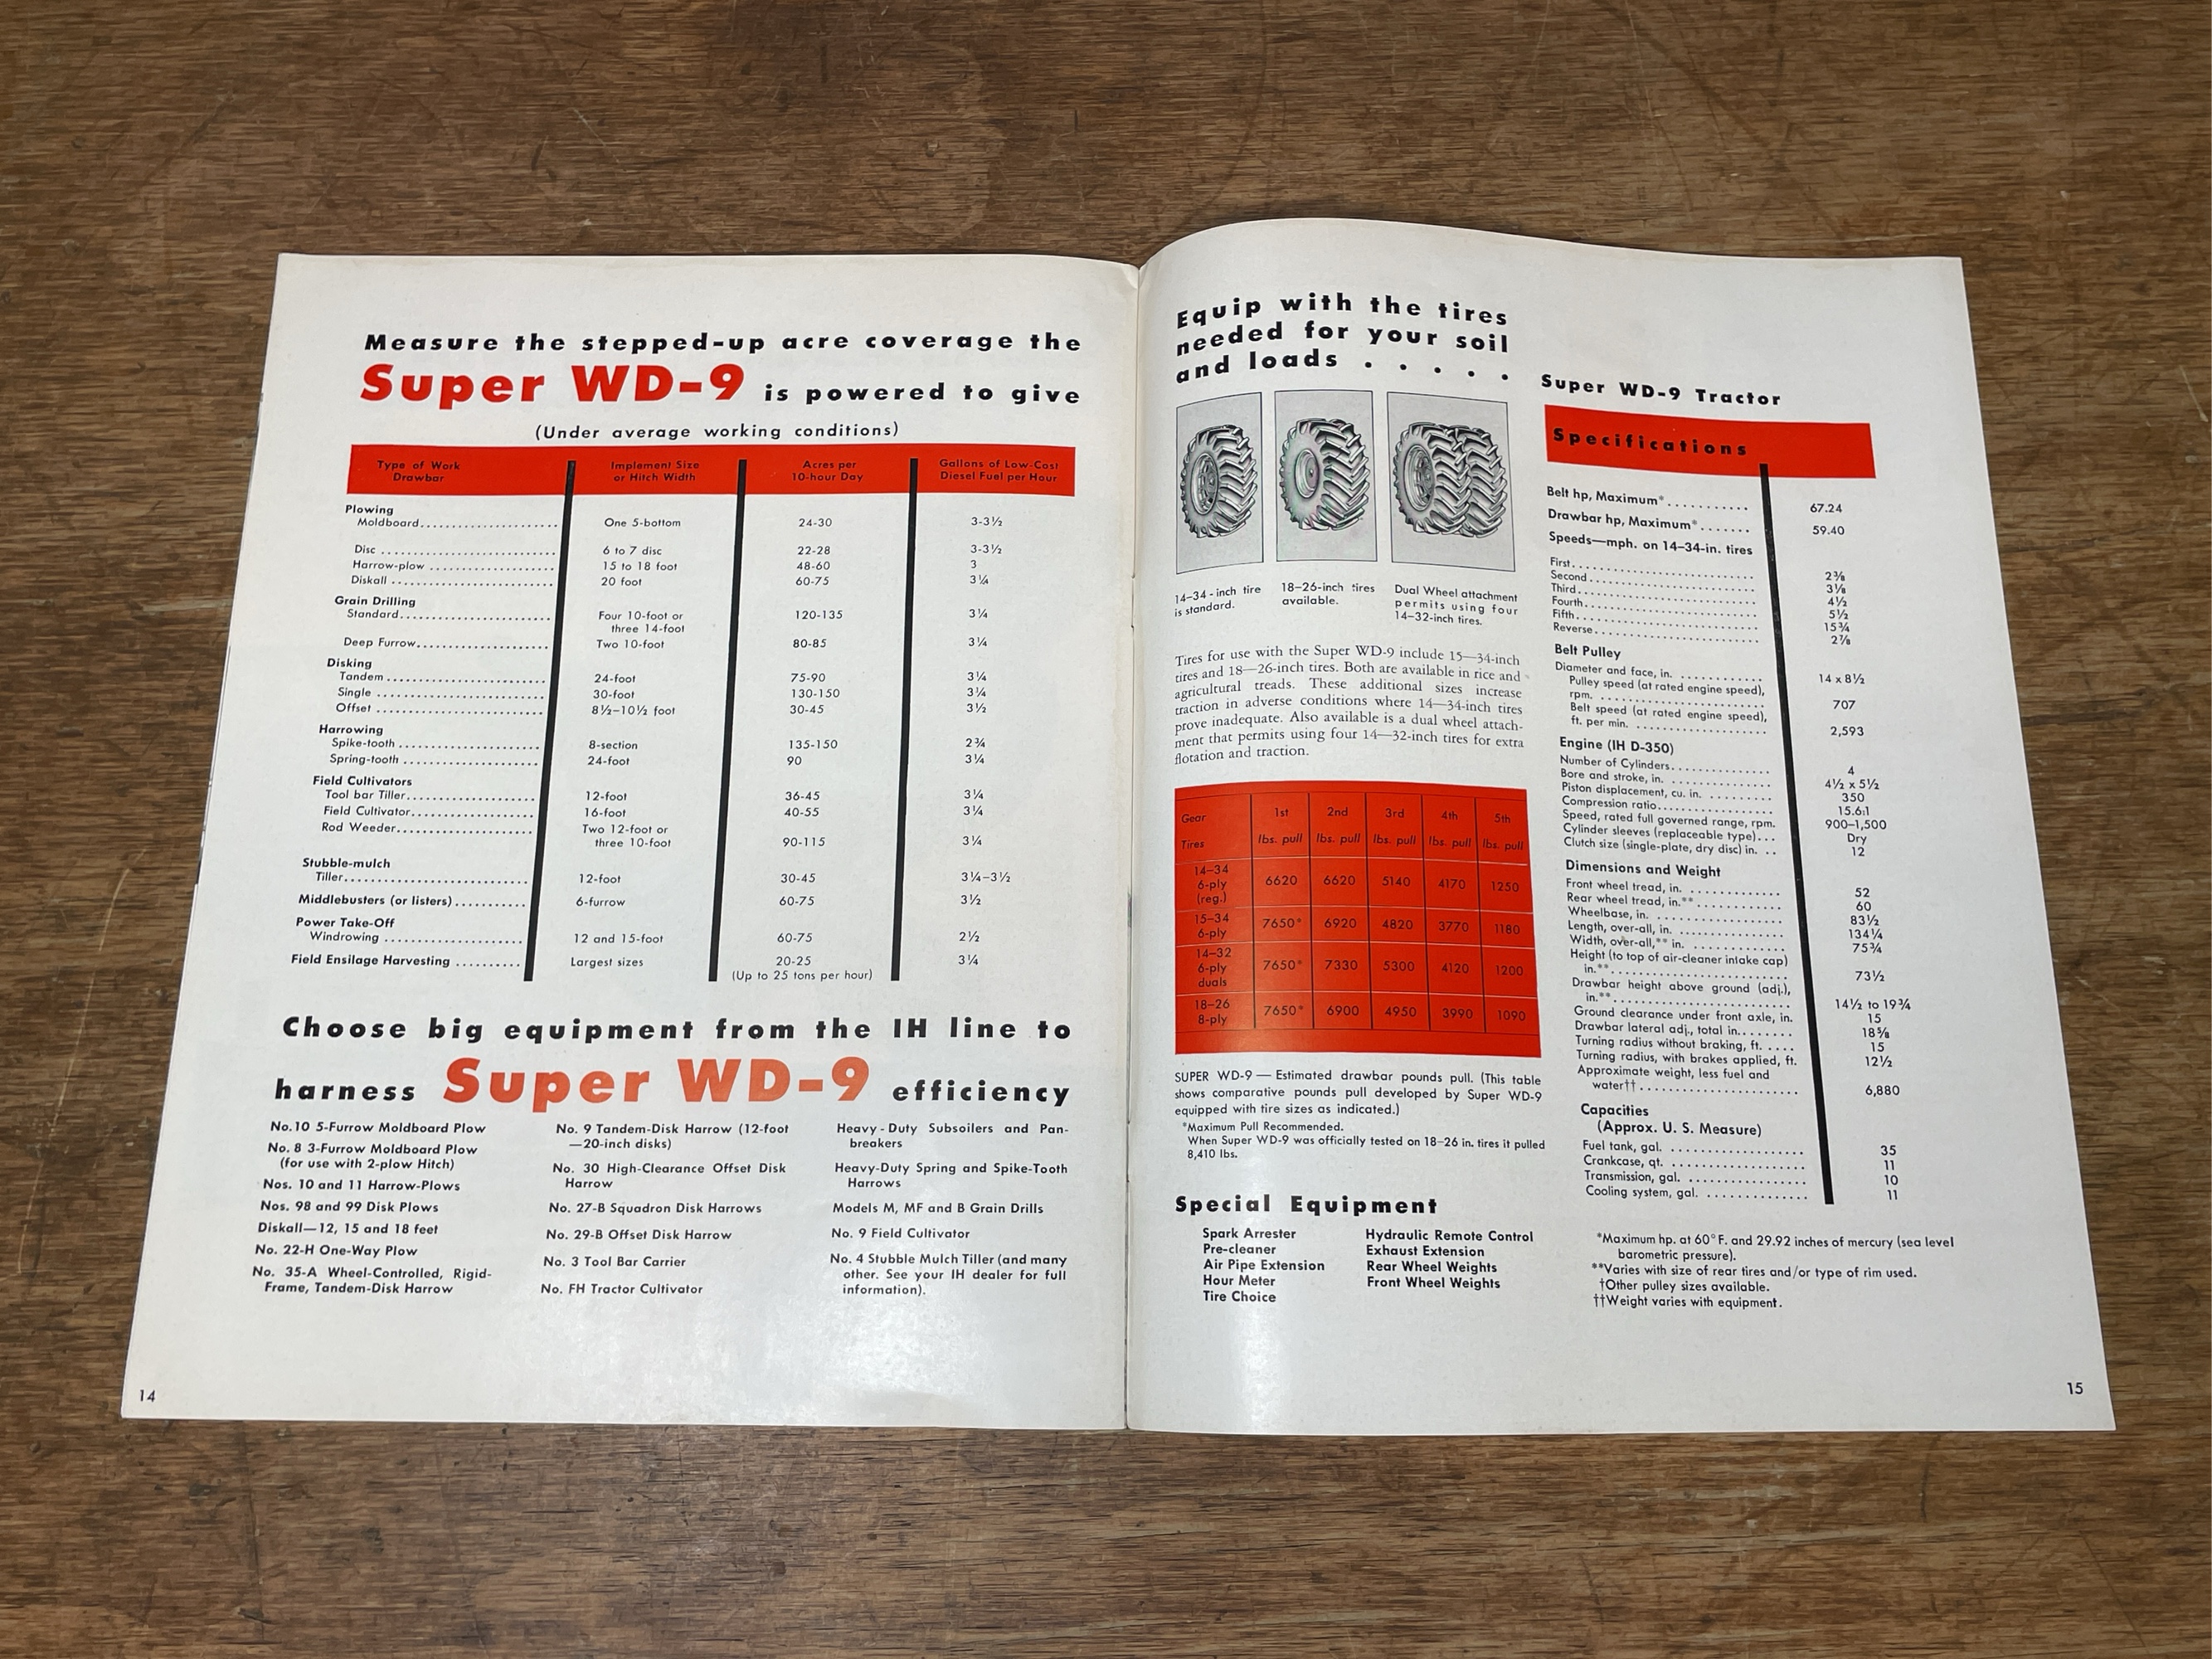 Measure the stepped-up acre coverage the
Super WD-9 is powered to give
(Under average working conditions)
Type of Work Drawbar Implement Size or Hitch Width Acres per 10-hour Day Gallons of Low-Cost Diesel Fuel per Hour
Plowing
Moldboard One 5-bottom 24-30 3-3½
Disc 6 to 7 disc 22-28 3-3½
Harrow-plow 15 to 18 foot 48-60 3
Diskall 20 foot 60-75 3¼
Grain Drilling
Standard Four 10-foot or three 14-foot 120-135 3¼
Deep Furrow Two 10-foot 80-85 3¼
Disking
Tandem 24-foot 75-90 3¼
Single 30-foot 130-150 3¼
Offset 8½-10½ foot 30-45 3½
Harrowing
Spike-tooth 8-section 135-150 2¾
Spring-tooth 24-foot 90 3¼
Field Cultivators
Tool bar Tiller 12-foot 36-45 3¼
Field Cultivator 16-foot 40-55 3¼
Rod Weeder Two 12-foot or three 10-foot 90-115 3¼
Stubble-mulch
Tiller 12-foot 30-45 3¼-3½
Middlebusters (or listers) 6-furrow 60-75 3½
Power Take-Off
Windrowing 12 and 15-foot 60-75 2½
Field Ensilage Harvesting Largest sizes 20-25 3¼
(Up to 25 tons per hour)
Choose big equipment from the IH line to
harness Super WD-9 efficiency
No.10 5-Furrow Moldboard Plow
No. 8 3-Furrow Moldboard Plow
(for use with 2-plow Hitch)
Nos. 10 and 11 Harrow-Plows
Nos. 98 and 99 Disk Plows
Diskall—12, 15 and 18 feet
No. 22-H One-Way Plow
No. 35-A Wheel-Controlled, Rigid-
Frame, Tandem-Disk Harrow
No. 9 Tandem-Disk Harrow (12-foot
—20-inch disks)
No. 30 High-Clearance Offset Disk
Harrow
No. 27-B Squadron Disk Harrows
No. 29-B Offset Disk Harrow
No. 3 Tool Bar Carrier
No. FH Tractor Cultivator
Heavy-Duty Subsoilers and Pan-
breakers
Heavy-Duty Spring and Spike-Tooth
Harrows
Models M, MF and B Grain Drills
No. 9 Field Cultivator
No. 4 Stubble Mulch Tiller (and many
other. See your IH dealer for full
information).
14
Equip with the tires
needed for your soil
and loads . . . . .
14-34-inch tire
is standard.
18-26-inch tires
available.
Dual Wheel attachment
permits using four
14-32-inch tires.
Tires for use with the Super WD-9 include 15—34-inch
tires and 18—26-inch tires. Both are available in rice and
agricultural treads. These additional sizes increase
traction in adverse conditions where 14—34-inch tires
prove inadequate. Also available is a dual wheel attach-
ment that permits using four 14—32-inch tires for extra
flotation and traction.
Gear 1st 2nd 3rd 4th 5th
Tires lbs. pull lbs. pull lbs. pull lbs. pull lbs. pull
14-34 6-ply (reg.) 6620 6620 5140 4170 1250
15-34 6-ply 7650* 6920 4820 3770 1180
14-32 6-ply duals 7650* 7330 5300 4120 1200
18-26 8-ply 7650* 6900 4950 3990 1090
SUPER WD-9 — Estimated drawbar pounds pull. (This table
shows comparative pounds pull developed by Super WD-9
equipped with tire sizes as indicated.)
*Maximum Pull Recommended.
When Super WD-9 was officially tested on 18-26 in. tires it pulled
8,410 lbs.
Special Equipment
Spark Arrester
Pre-cleaner
Air Pipe Extension
Hour Meter
Tire Choice
Hydraulic Remote Control
Exhaust Extension
Rear Wheel Weights
Front Wheel Weights
Super WD-9 Tractor
Specifications
Belt hp, Maximum* 67.24
Drawbar hp, Maximum* 59.40
Speeds—mph. on 14-34-in. tires
First 2⅜
Second 3⅛
Third 4½
Fourth 5½
Fifth 15¾
Reverse 2⅞
Belt Pulley
Diameter and face, in. 14 x 8½
Pulley speed (at rated engine speed),
rpm. 707
Belt speed (at rated engine speed),
ft. per min. 2,593
Engine (IH D-350)
Number of Cylinders 4
Bore and stroke, in. 4½ x 5½
Piston displacement, cu. in. 350
Compression ratio 15.6:1
Speed, rated full governed range, rpm. 900-1,500
Cylinder sleeves (replaceable type) Dry
Clutch size (single-plate, dry disc) in. 12
Dimensions and Weight
Front wheel tread, in. 52
Rear wheel tread, in.** 60
Wheelbase, in. 83½
Length, over-all, in. 134¼
Width, over-all,** in. 75¾
Height (to top of air-cleaner intake cap)
in.** 73½
Drawbar height above ground (adj.),
in.** 14½ to 19¾
Ground clearance under front axle, in. 15
Drawbar lateral adj., total in. 18⅝
Turning radius without braking, ft. 15
Turning radius, with brakes applied, ft. 12½
Approximate weight, less fuel and
water†† 6,880
Capacities
(Approx. U. S. Measure)
Fuel tank, gal. 35
Crankcase, qt. 11
Transmission, gal. 10
Cooling system, gal. 11
*Maximum hp. at 60°F. and 29.92 inches of mercury (sea level
barometric pressure).
**Varies with size of rear tires and/or type of rim used.
†Other pulley sizes available.
††Weight varies with equipment.
15